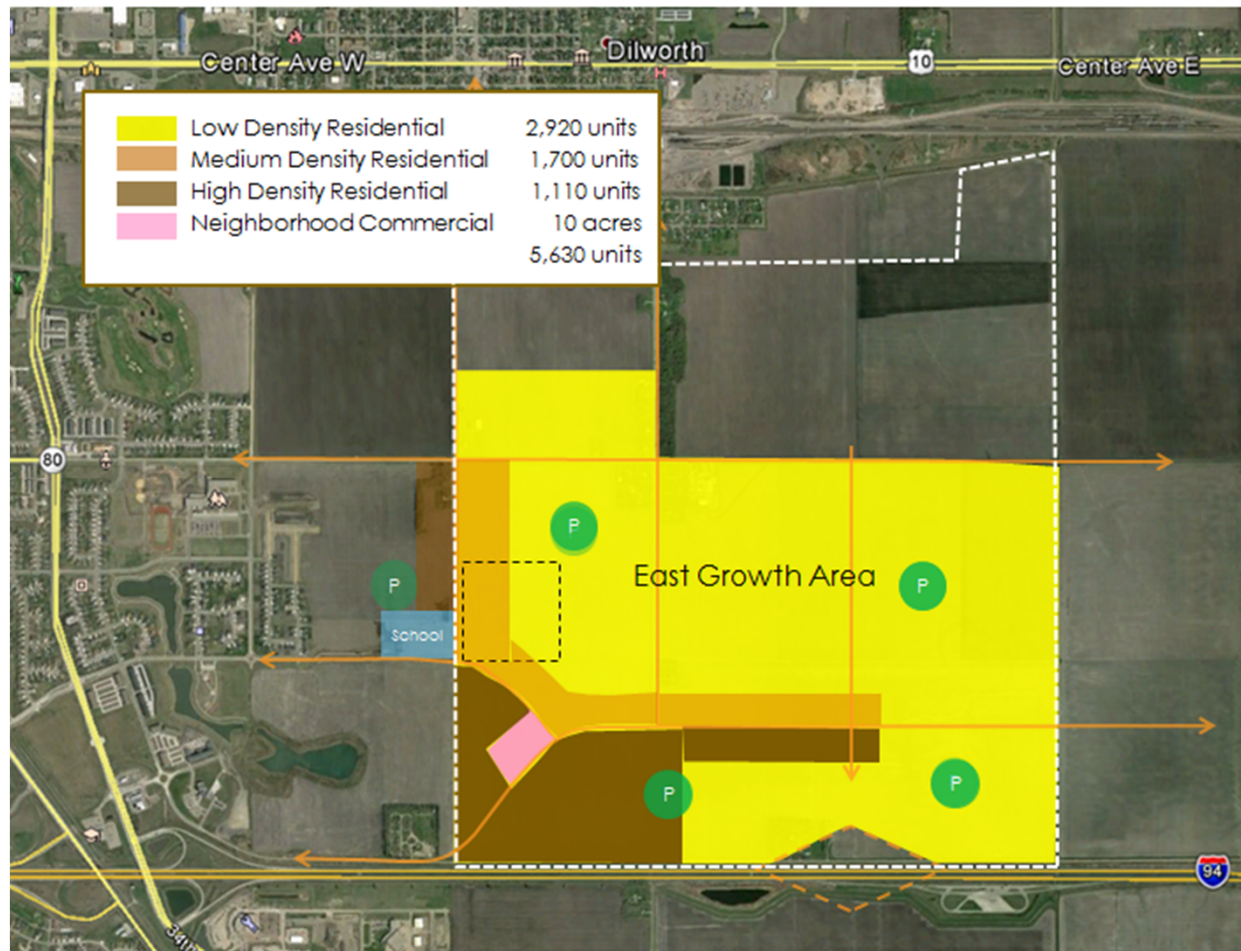 Center Ave W
Dilworth
10
Center Ave E
Low Density Residential 2,920 units
Medium Density Residential 1,700 units
High Density Residential 1,110 units
Neighborhood Commercial 10 acres
5,630 units
80
P
P
East Growth Area
P
School
P
P
94
34th